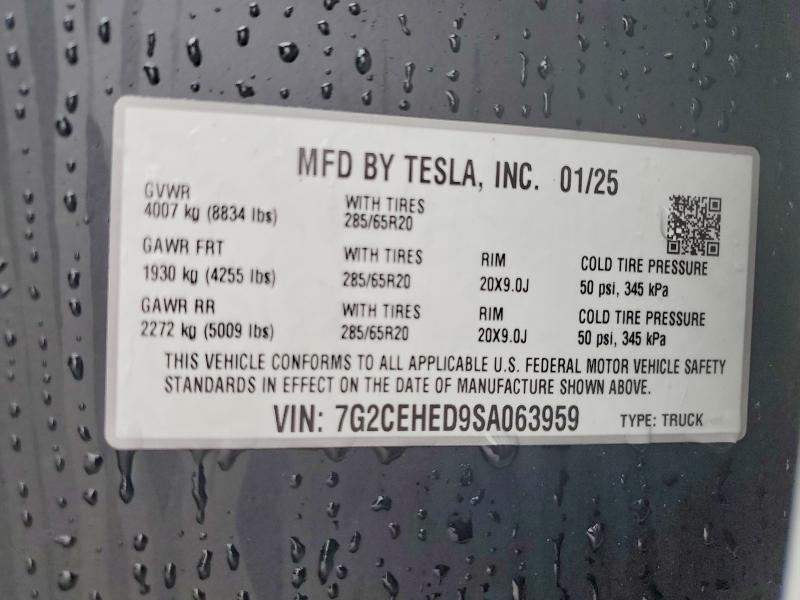 MFD BY TESLA, INC. 01/25
GVWR
4007 kg (8834 lbs)
WITH TIRES
285/65R20
GAWR FRT
1930 kg (4255 lbs)
WITH TIRES
285/65R20
RIM
20X9.0J
COLD TIRE PRESSURE
50 psi, 345 kPa
GAWR RR
2272 kg (5009 lbs)
WITH TIRES
285/65R20
RIM
20X9.0J
COLD TIRE PRESSURE
50 psi, 345 kPa
THIS VEHICLE CONFORMS TO ALL APPLICABLE U.S. FEDERAL MOTOR VEHICLE SAFETY
STANDARDS IN EFFECT ON THE DATE OF MANUFACTURE SHOWN ABOVE.
VIN: 7G2CEHED9SA063959 TYPE: TRUCK